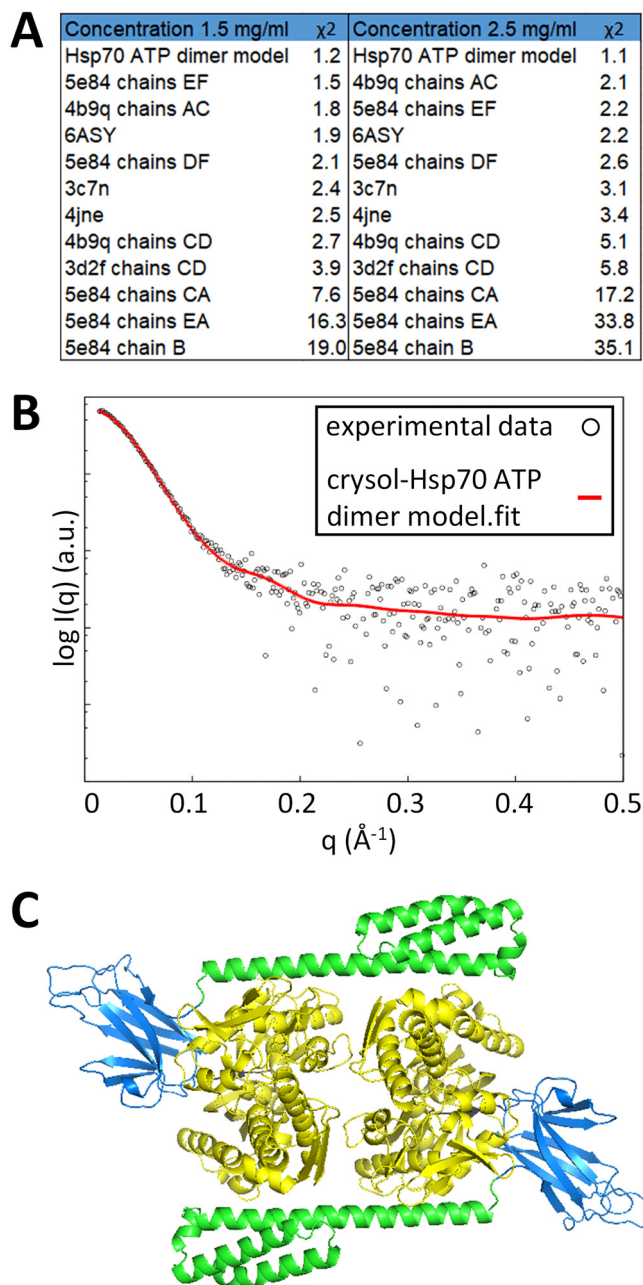 A
Concentration 1.5 mg/ml χ2 Concentration 2.5 mg/ml χ2
Hsp70 ATP dimer model 1.2 Hsp70 ATP dimer model 1.1
5e84 chains EF 1.5 4b9q chains AC 2.1
4b9q chains AC 1.8 5e84 chains EF 2.2
6ASY 1.9 6ASY 2.2
5e84 chains DF 2.1 5e84 chains DF 2.6
3c7n 2.4 3c7n 3.1
4jne 2.5 4jne 3.4
4b9q chains CD 2.7 4b9q chains CD 5.1
3d2f chains CD 3.9 3d2f chains CD 5.8
5e84 chains CA 7.6 5e84 chains CA 17.2
5e84 chains EA 16.3 5e84 chains EA 33.8
5e84 chain B 19.0 5e84 chain B 35.1
B
experimental data
crysol-Hsp70 ATP
dimer model.fit
log I(q) (a.u.)
0 0.1 0.2 0.3 0.4 0.5
q (Å-1)
C